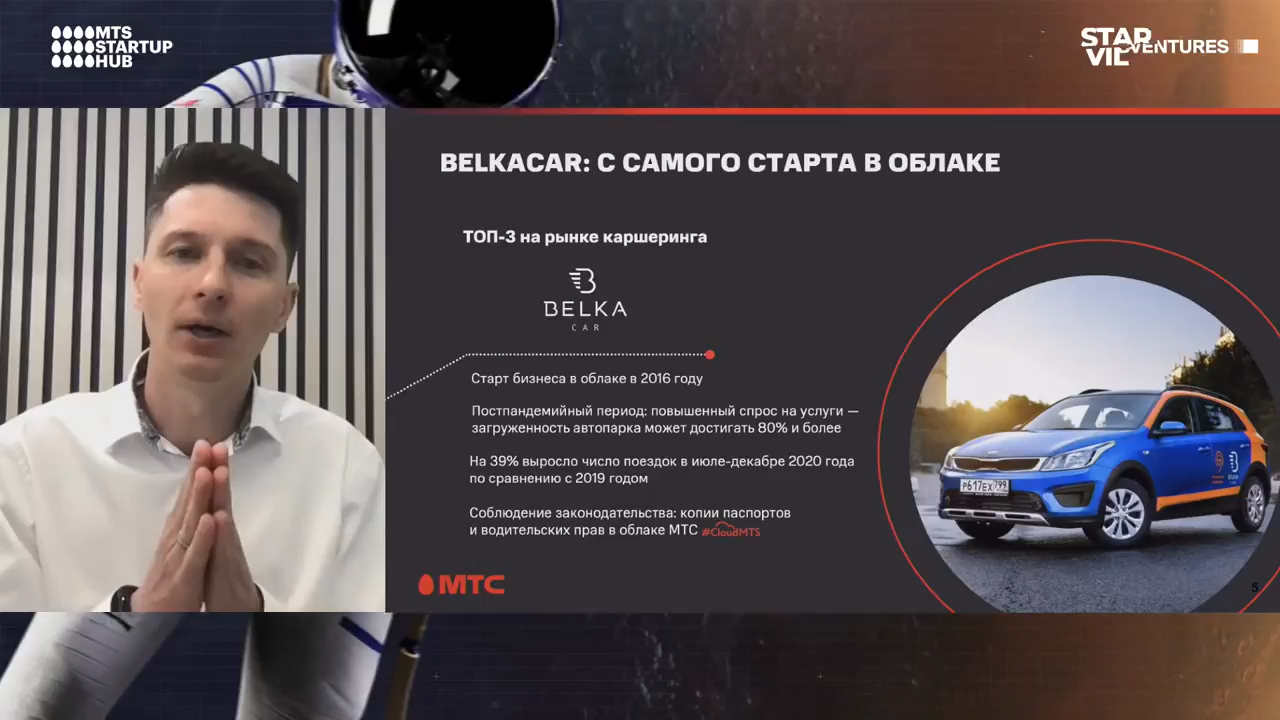 MTS
STARTUP
HUB
STAR
VIL
VENTURES
BELKACAR: С САМОГО СТАРТА В ОБЛАКЕ
ТОП-3 на рынке каршеринга
BELKA
CAR
Старт бизнеса в облаке в 2016 году
Постпандемийный период: повышенный спрос на услуги —
загруженность автопарка может достигать 80% и более
На 39% выросло число поездок в июле-декабре 2020 года
по сравнению с 2019 годом
Соблюдение законодательства: копии паспортов
и водительских прав в облаке МТС #CloudMTS
Р617ЕХ 799
МТС
5